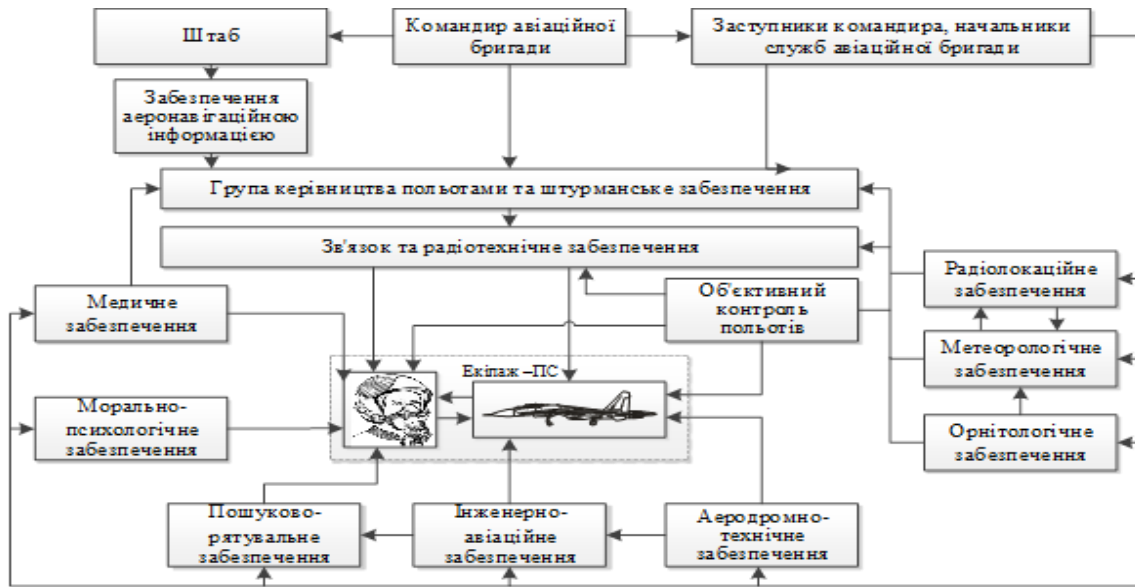 Штаб
Командир авіаційної
бригади
Заступники командира, начальники
служб авіаційної бригади
Забезпечення
аеронавігаційною
інформацією
Група керівництва польотами та штурманське забезпечення
Зв'язок та радіотехнічне забезпечення
Медичне
забезпечення
Об'єктивний
контроль
польотів
Радіолокаційне
забезпечення
Метеорологічне
забезпечення
Екіпаж –ПС
Морально-
психологічне
забезпечення
Орнітологічне
забезпечення
Пошуково-
рятувальне
забезпечення
Інженерно-
авіаційне
забезпечення
Аеродромно-
технічне
забезпечення